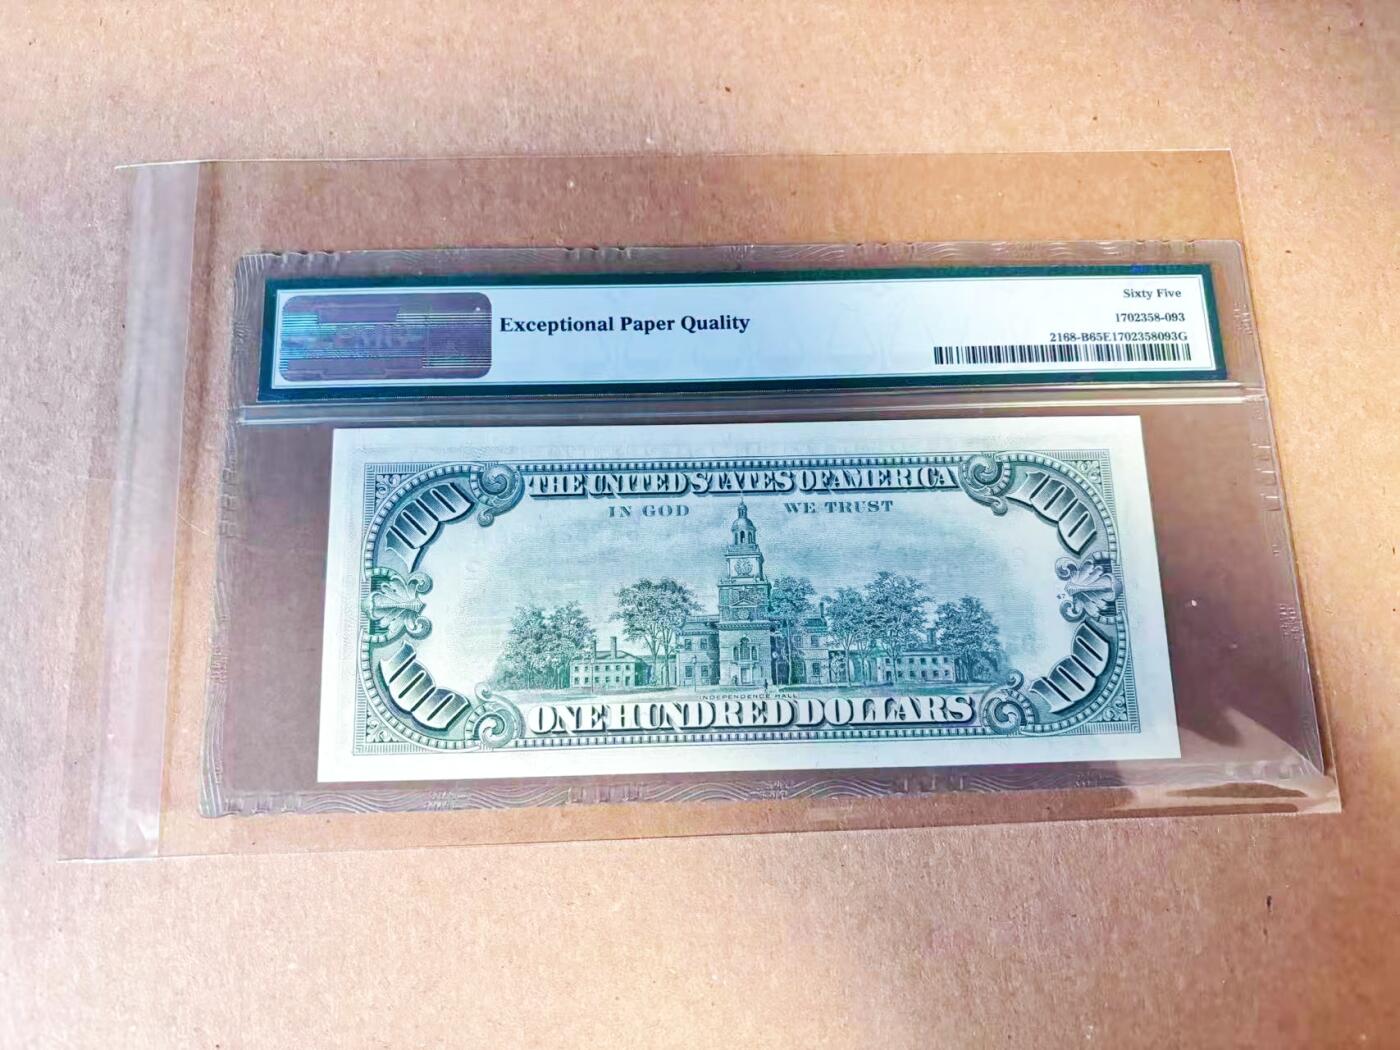 Sixty Five
Exceptional Paper Quality
1702358-093
2168-B65E1702358093G
THE UNITED STATES OF AMERICA
100
100
IN GOD WE TRUST
100
100
INDEPENDENCE HALL
ONE HUNDRED DOLLARS